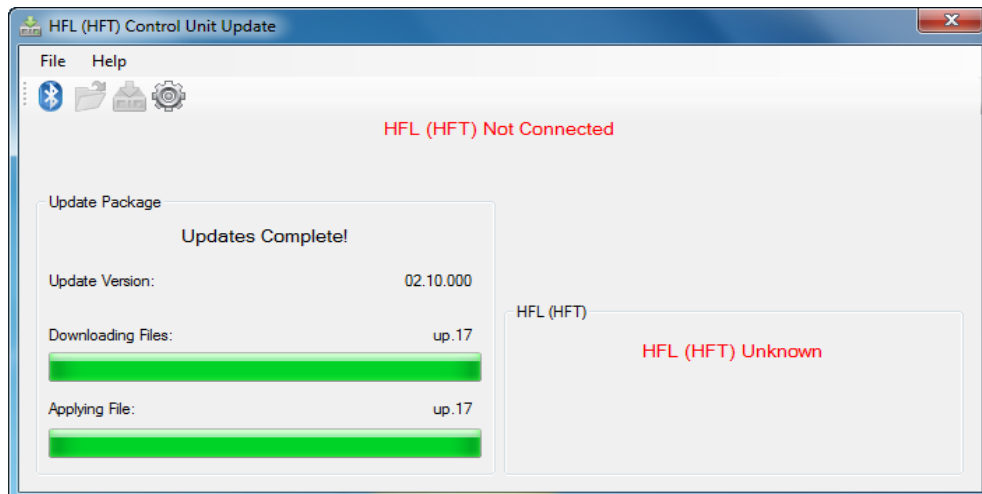 HFL (HFT) Control Unit Update
File Help
HFL (HFT) Not Connected
Update Package
Updates Complete!
Update Version: 02.10.000
Downloading Files: up.17
Applying File: up.17
HFL (HFT)
HFL (HFT) Unknown